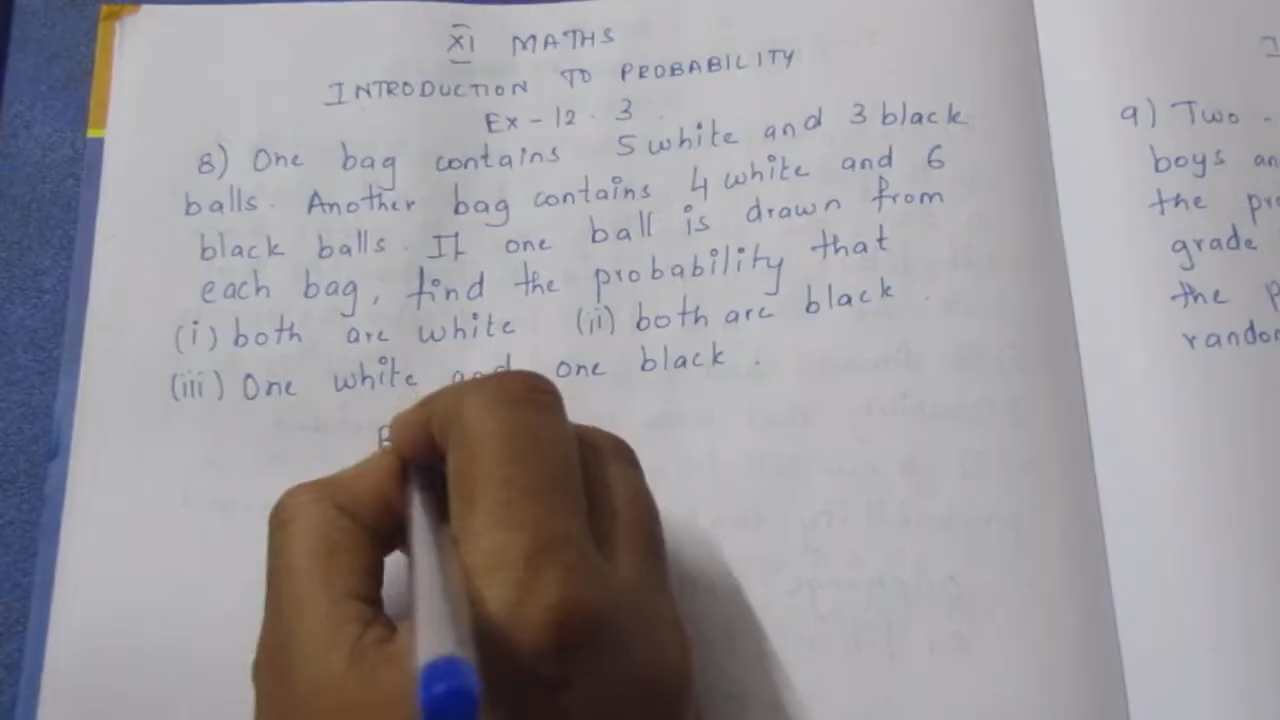 XI MATHS
INTRODUCTION TO PROBABILITY
Ex - 12.3
8) One bag contains 5 white and 3 black
balls. Another bag contains 4 white and 6
black balls. If one ball is drawn from
each bag, find the probability that
(i) both are white (ii) both are black
(iii) One white and one black.
9) Two
boys
the
grade
the